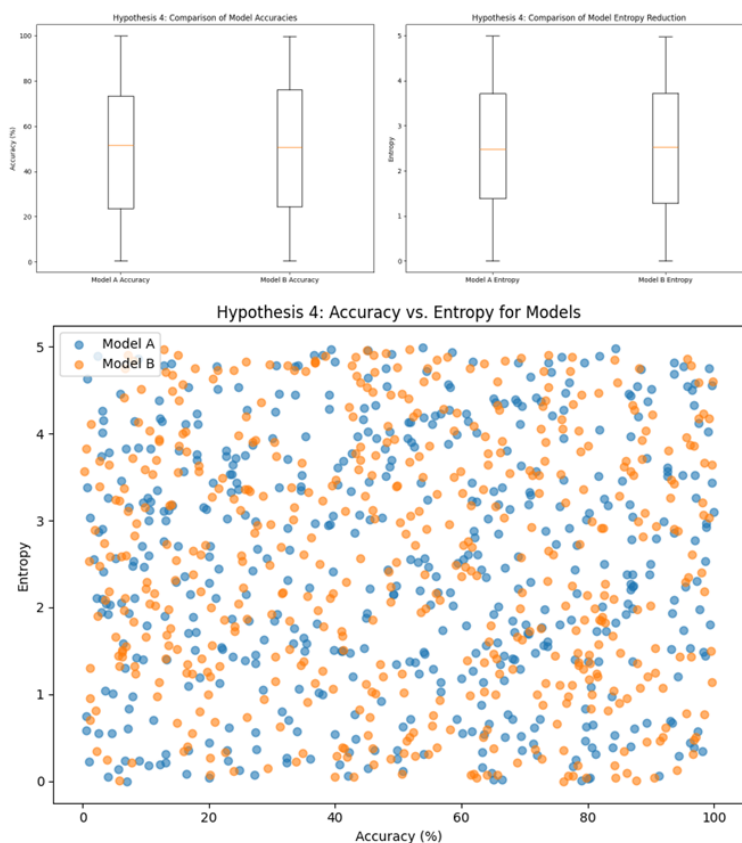 Hypothesis 4: Comparison of Model Accuracies
100
80
60
40
20
0
Accuracy (%)
Model A Accuracy
Model B Accuracy
Hypothesis 4: Comparison of Model Entropy Reduction
5
4
3
2
1
0
Entropy
Model A Entropy
Model B Entropy
Hypothesis 4: Accuracy vs. Entropy for Models
Model A
Model B
5
4
3
2
1
0
Entropy
0
20
40
60
80
100
Accuracy (%)